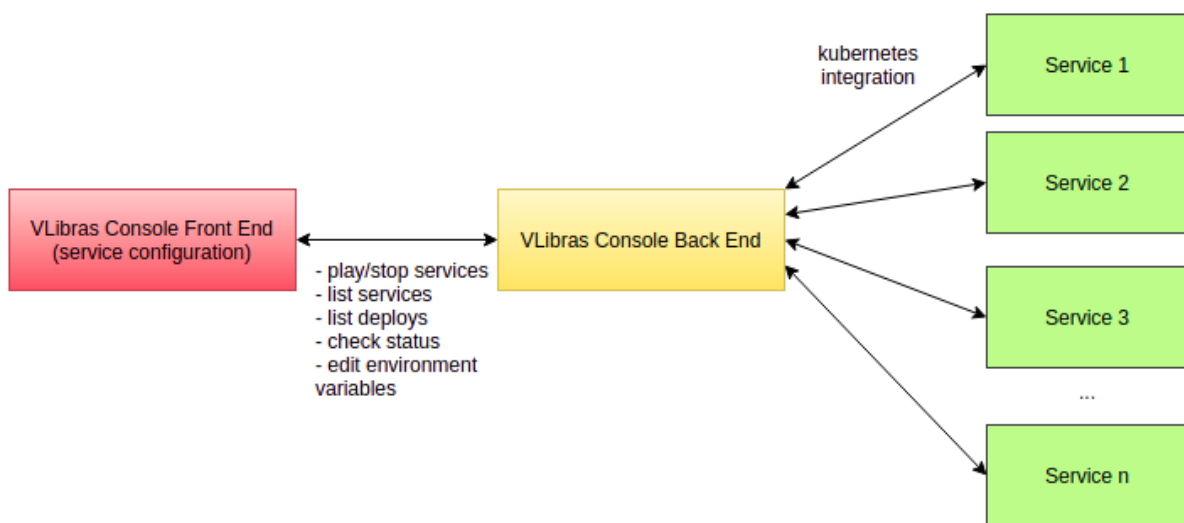 kubernetes
integration
Service 1
Service 2
VLibras Console Front End
(service configuration)
VLibras Console Back End
- play/stop services
- list services
- list deploys
- check status
- edit environment
variables
Service 3
...
Service n